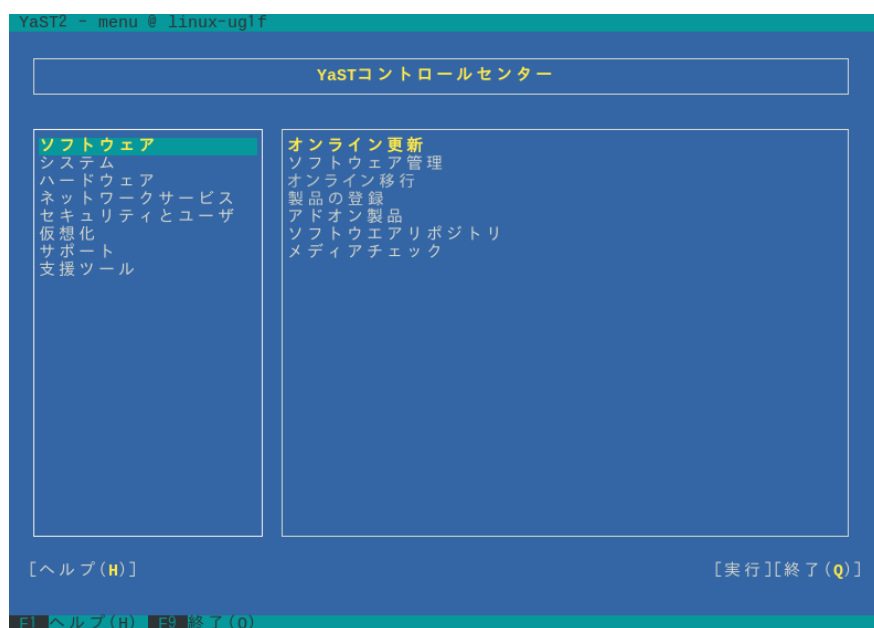 YaST2 - menu @ linux-ug1f
YaSTコントロールセンター
ソフトウェア
システム
ハードウェア
ネットワークサービス
セキュリティとユーザ
仮想化
サポート
支援ツール
オンライン更新
ソフトウェア管理
オンライン移行
製品の登録
アドオン製品
ソフトウエアリポジトリ
メディアチェック
[ヘルプ(H)] [実行][終了(Q)]
F1 ヘルプ(H) F9 終了(Q)